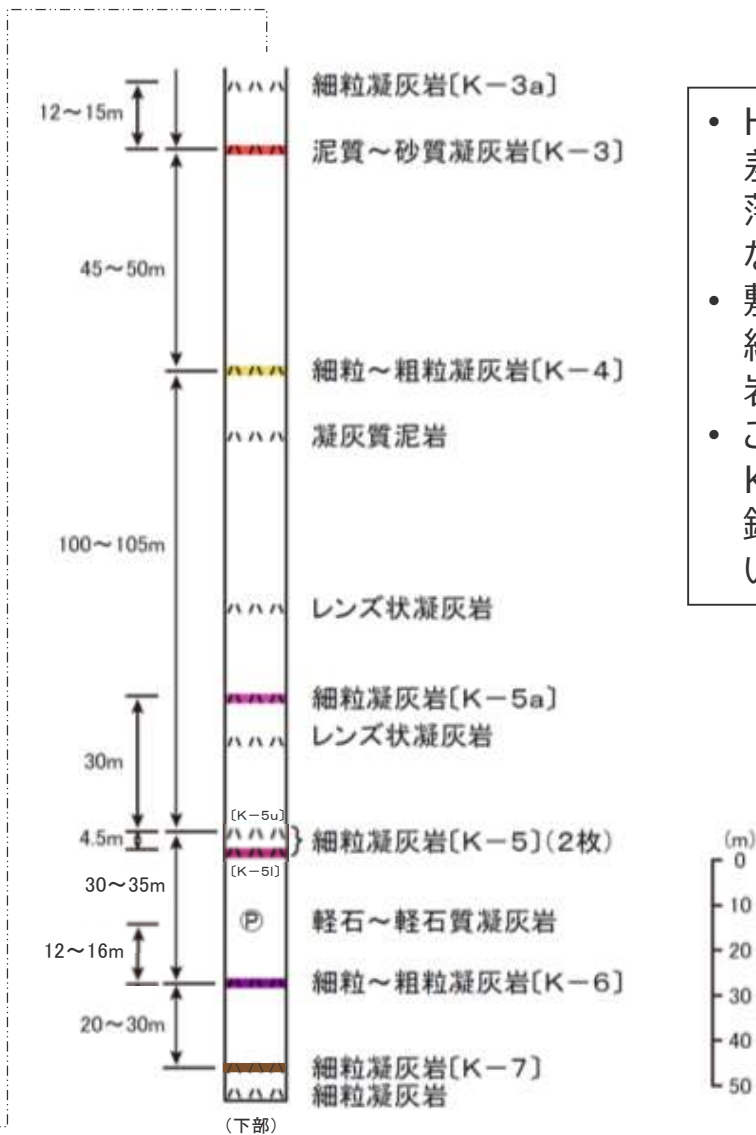 細粒凝灰岩〔K-3a〕
12~15m
泥質~砂質凝灰岩〔K-3〕
45~50m
細粒~粗粒凝灰岩〔K-4〕
凝灰質泥岩
100~105m
レンズ状凝灰岩
細粒凝灰岩〔K-5a〕
レンズ状凝灰岩
30m
〔K-5u〕
4.5m
細粒凝灰岩〔K-5〕(2枚)
〔K-5l〕
30~35m
Ⓟ
軽石~軽石質凝灰岩
12~16m
細粒~粗粒凝灰岩〔K-6〕
20~30m
細粒凝灰岩〔K-7〕
細粒凝灰岩
(下部)
(m)
0
10
20
30
40
50
•
落
な
•
岩
• こ
K
い